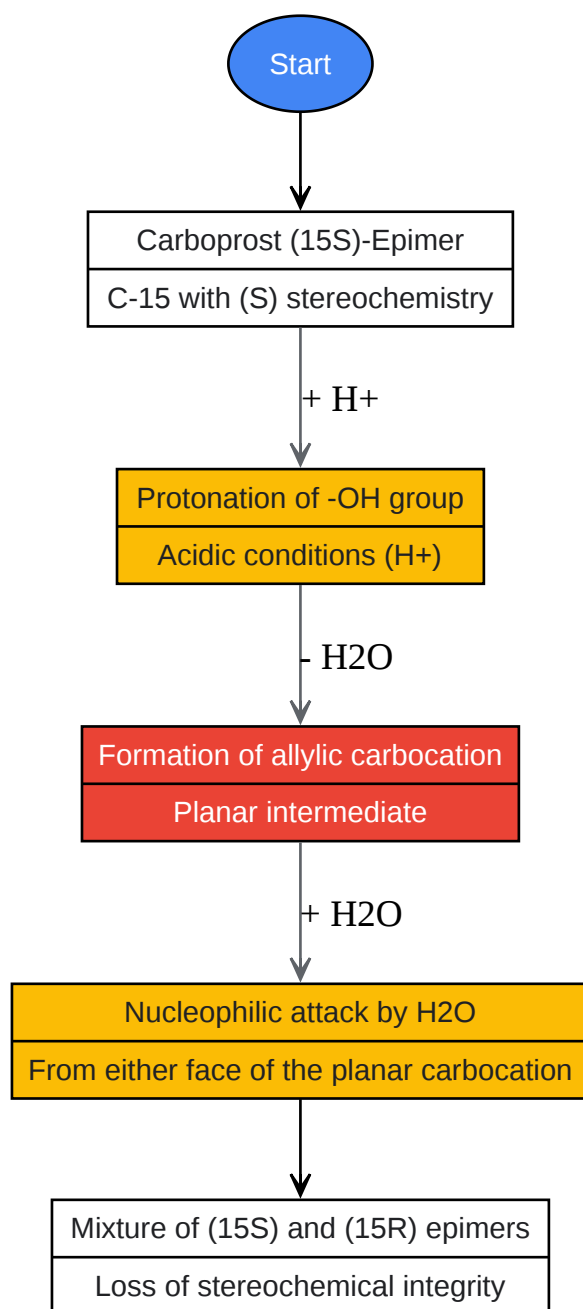 Start
Carboprost (15S)-Epimer
C-15 with (S) stereochemistry
+ H+
Protonation of -OH group
Acidic conditions (H+)
- H2O
Formation of allylic carbocation
Planar intermediate
+ H2O
Nucleophilic attack by H2O
From either face of the planar carbocation
Mixture of (15S) and (15R) epimers
Loss of stereochemical integrity